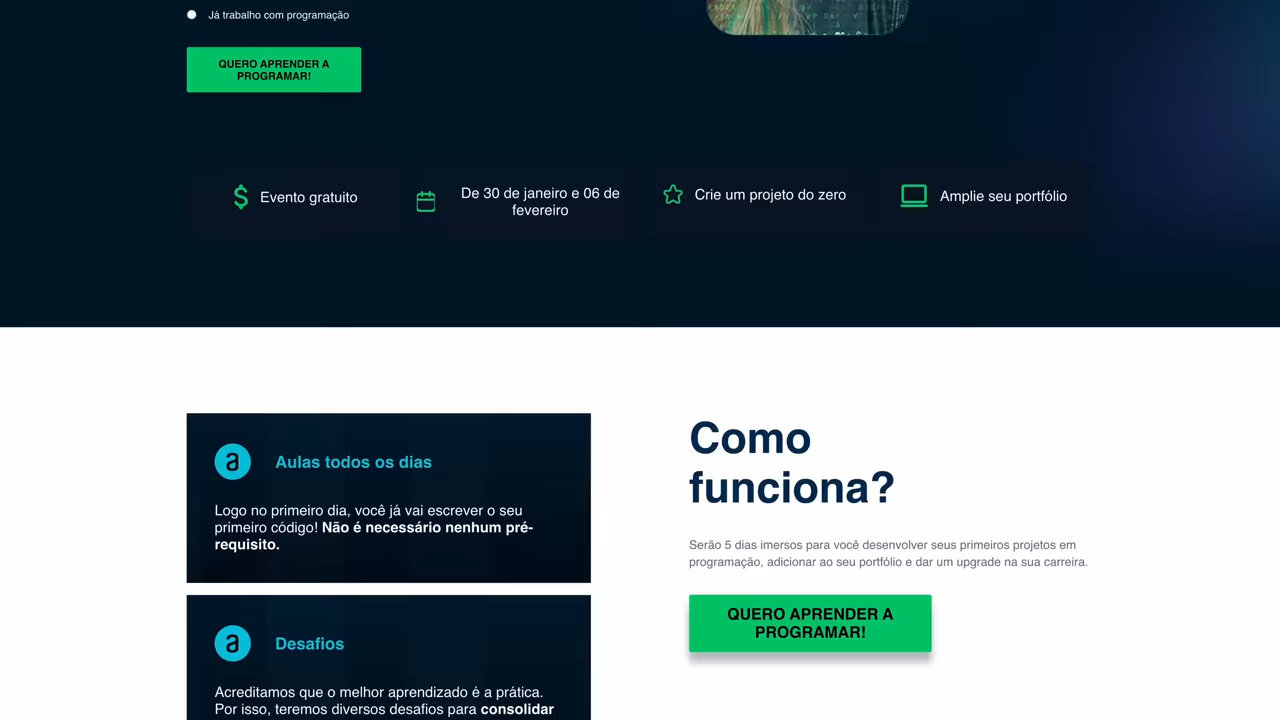 Já trabalho com programação
QUERO APRENDER A
PROGRAMAR!
Evento gratuito
De 30 de janeiro e 06 de
fevereiro
Crie um projeto do zero
Amplie seu portfólio
a
Aulas todos os dias
Logo no primeiro dia, você já vai escrever o seu
primeiro código! Não é necessário nenhum pré-
requisito.
a
Desafios
Acreditamos que o melhor aprendizado é a prática.
Por isso, teremos diversos desafios para consolidar
Como
funciona?
Serão 5 dias imersos para você desenvolver seus primeiros projetos em
programação, adicionar ao seu portfólio e dar um upgrade na sua carreira.
QUERO APRENDER A
PROGRAMAR!